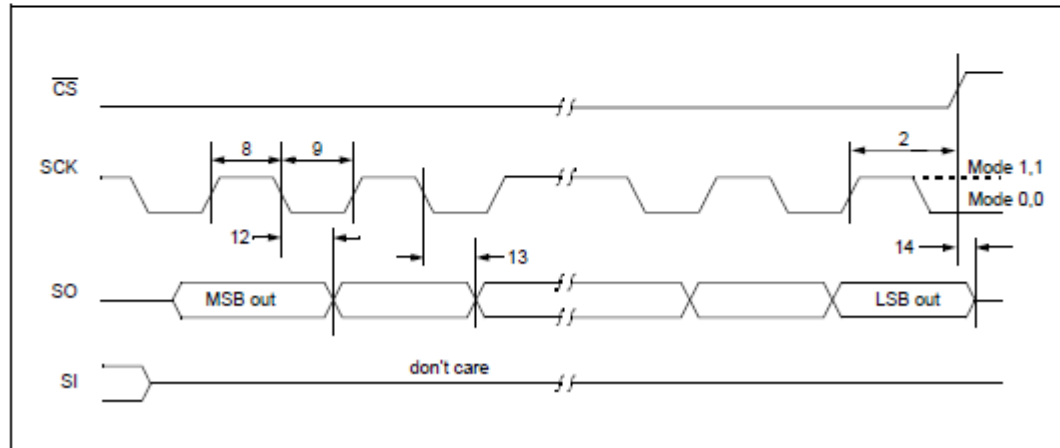 CS
SCK
8
9
2
Mode 1,1
Mode 0,0
12
13
14
SO
MSB out
LSB out
don't care
SI